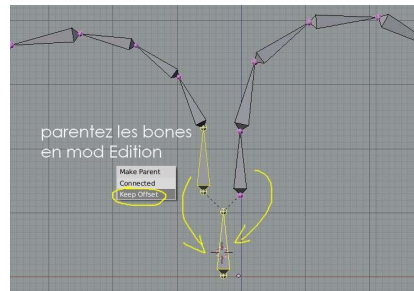 parentez les bones
en mod Edition
Make Parent
Connected
Keep Offset